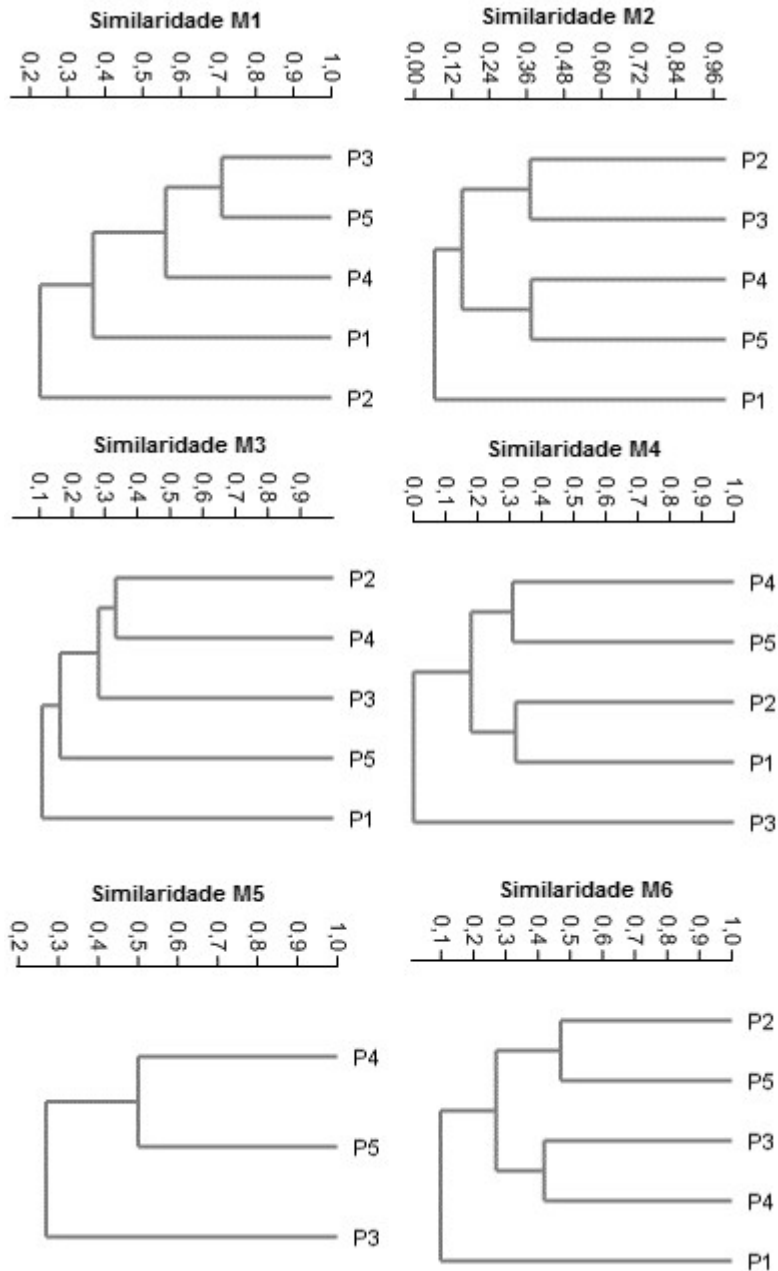 Similaridade M1
0,2 0,3 0,4 0,5 0,6 0,7 0,8 0,9 1,0
P3
P5
P4
P1
P2
Similaridade M2
0,00 0,12 0,24 0,36 0,48 0,60 0,72 0,84 0,96
P2
P3
P4
P5
P1
Similaridade M3
0,1 0,2 0,3 0,4 0,5 0,6 0,7 0,8 0,9
P2
P4
P3
P5
P1
Similaridade M4
0,0 0,1 0,2 0,3 0,4 0,5 0,6 0,7 0,8 0,9 1,0
P4
P5
P2
P1
P3
Similaridade M5
0,2 0,3 0,4 0,5 0,6 0,7 0,8 0,9 1,0
P4
P5
P3
Similaridade M6
0,1 0,2 0,3 0,4 0,5 0,6 0,7 0,8 0,9 1,0
P2
P5
P3
P4
P1